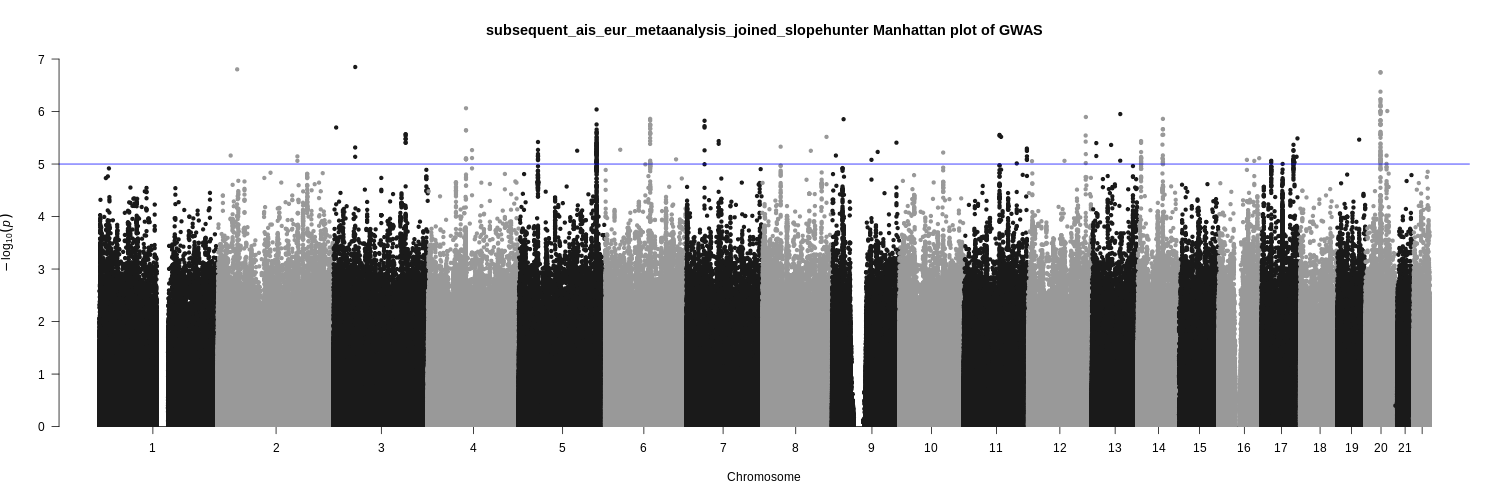 subsequent_ais_eur_metaanalysis_joined_slopehunter Manhattan plot of GWAS
− log10(p)
7
6
5
4
3
2
1
0
1 2 3 4 5 6 7 8 9 10 11 12 13 14 15 16 17 18 19 20 21
Chromosome